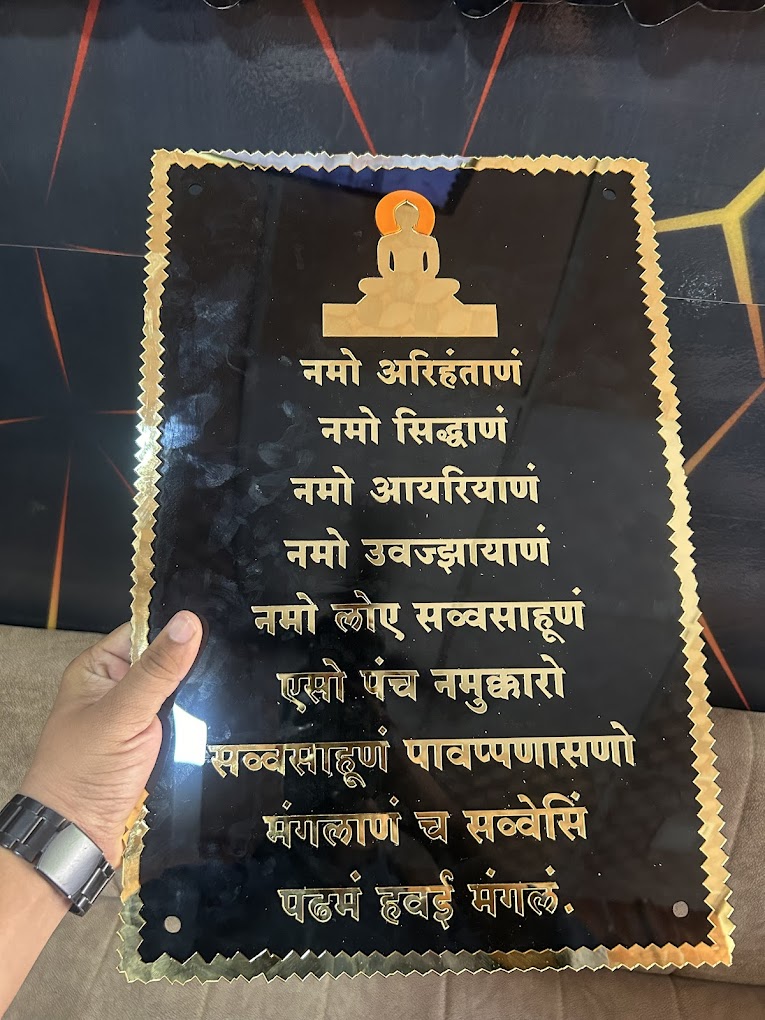 नमो अरिहंताणं
नमो सिद्धाणं
नमो आयरियाणं
नमो उवज्झायाणं
नमो लोए सव्वसाहूणं
एसो पंच नमुक्कारो
सव्वसाहूणं पावप्पणासणो
मंगलाणं च सव्वेसिं
पढमं हवई मंगलं.